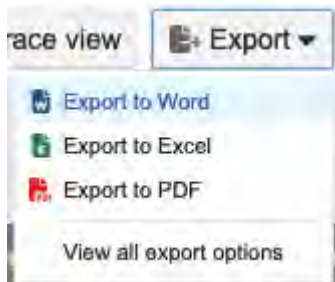 race view Export
Export to Word
Export to Excel
Export to PDF
View all export options